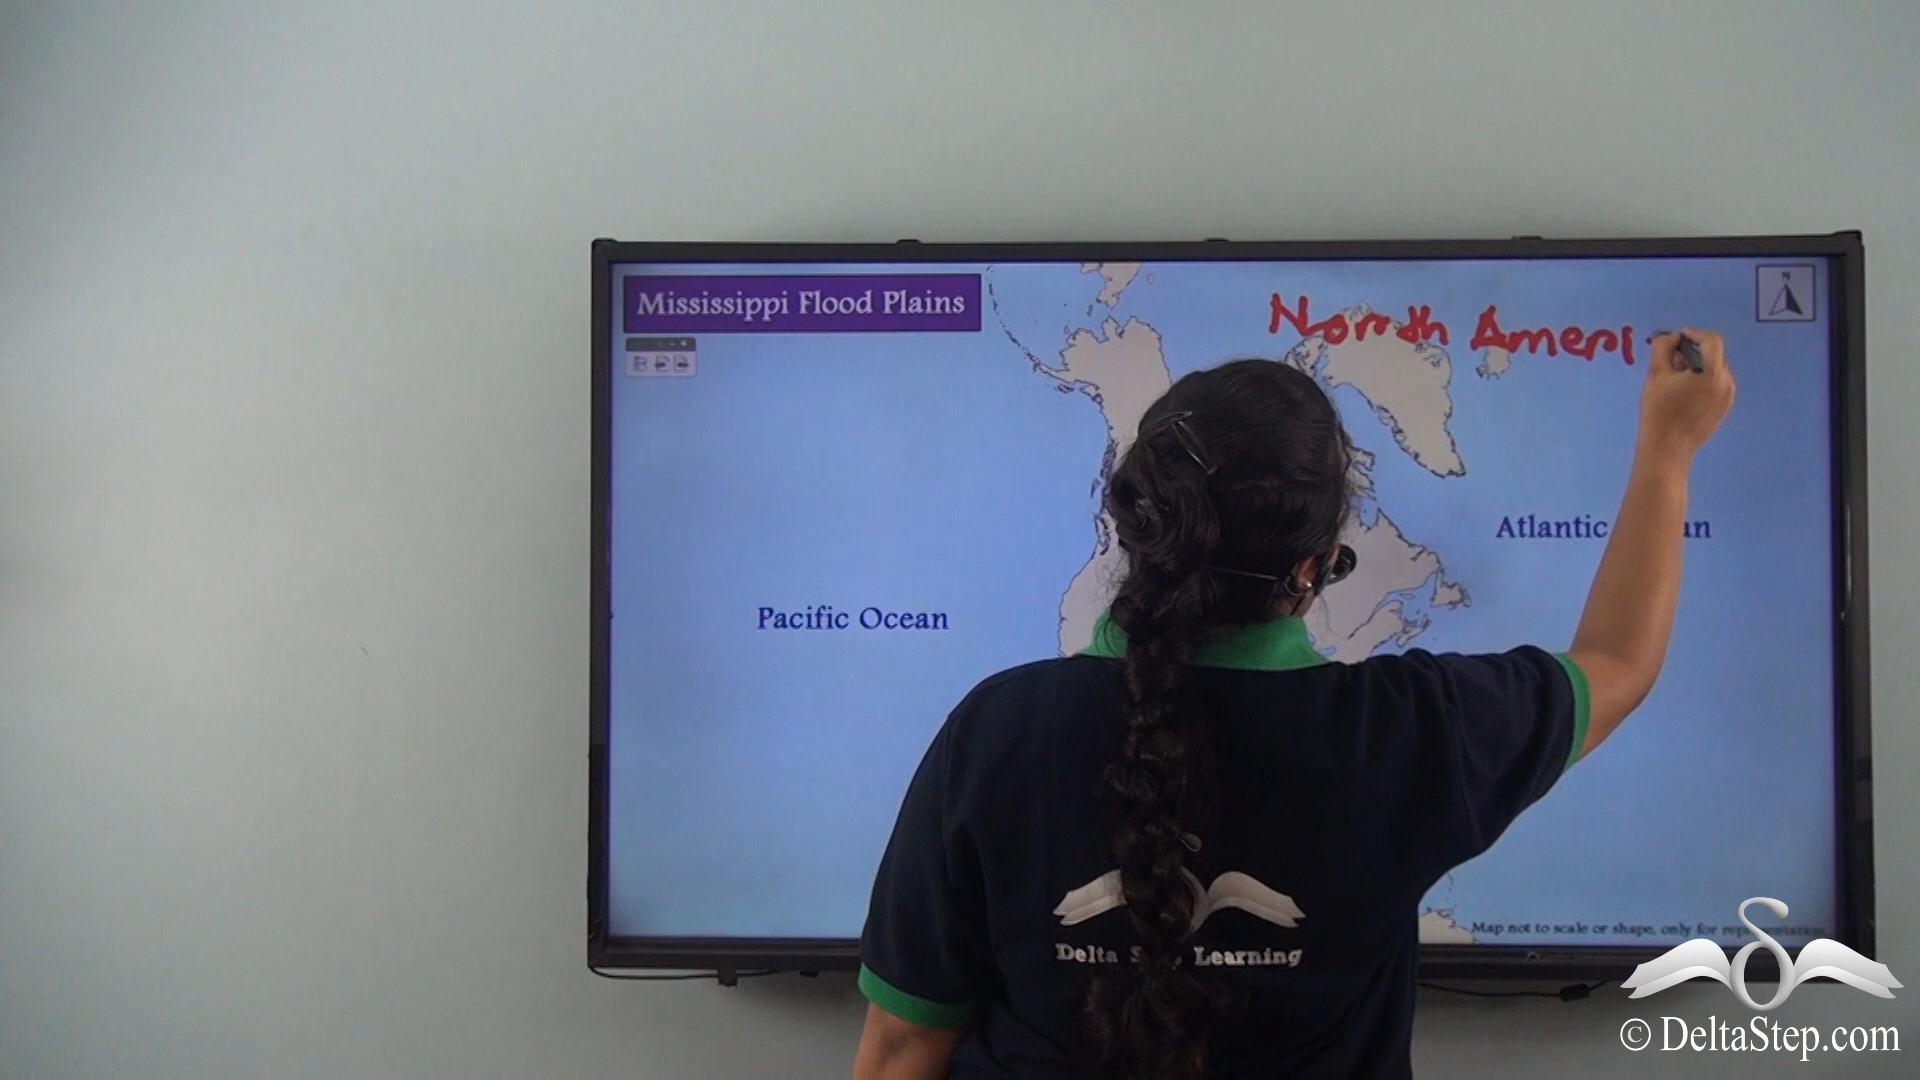 Mississippi Flood Plains
N
North Ameri
Atlantic
Pacific Ocean
Map not to scale or shape, only for representation.
Delta Learning
© DeltaStep.com